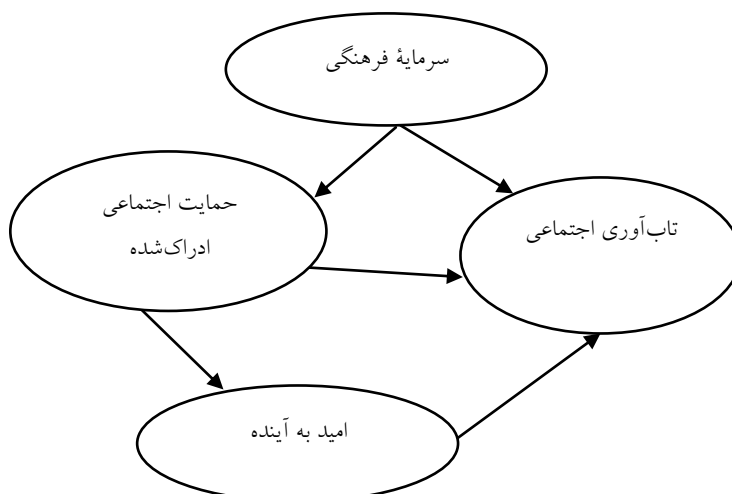 سرمایهٔ فرهنگی
حمایت اجتماعی
ادراک‌شده
تاب‌آوری اجتماعی
امید به آینده